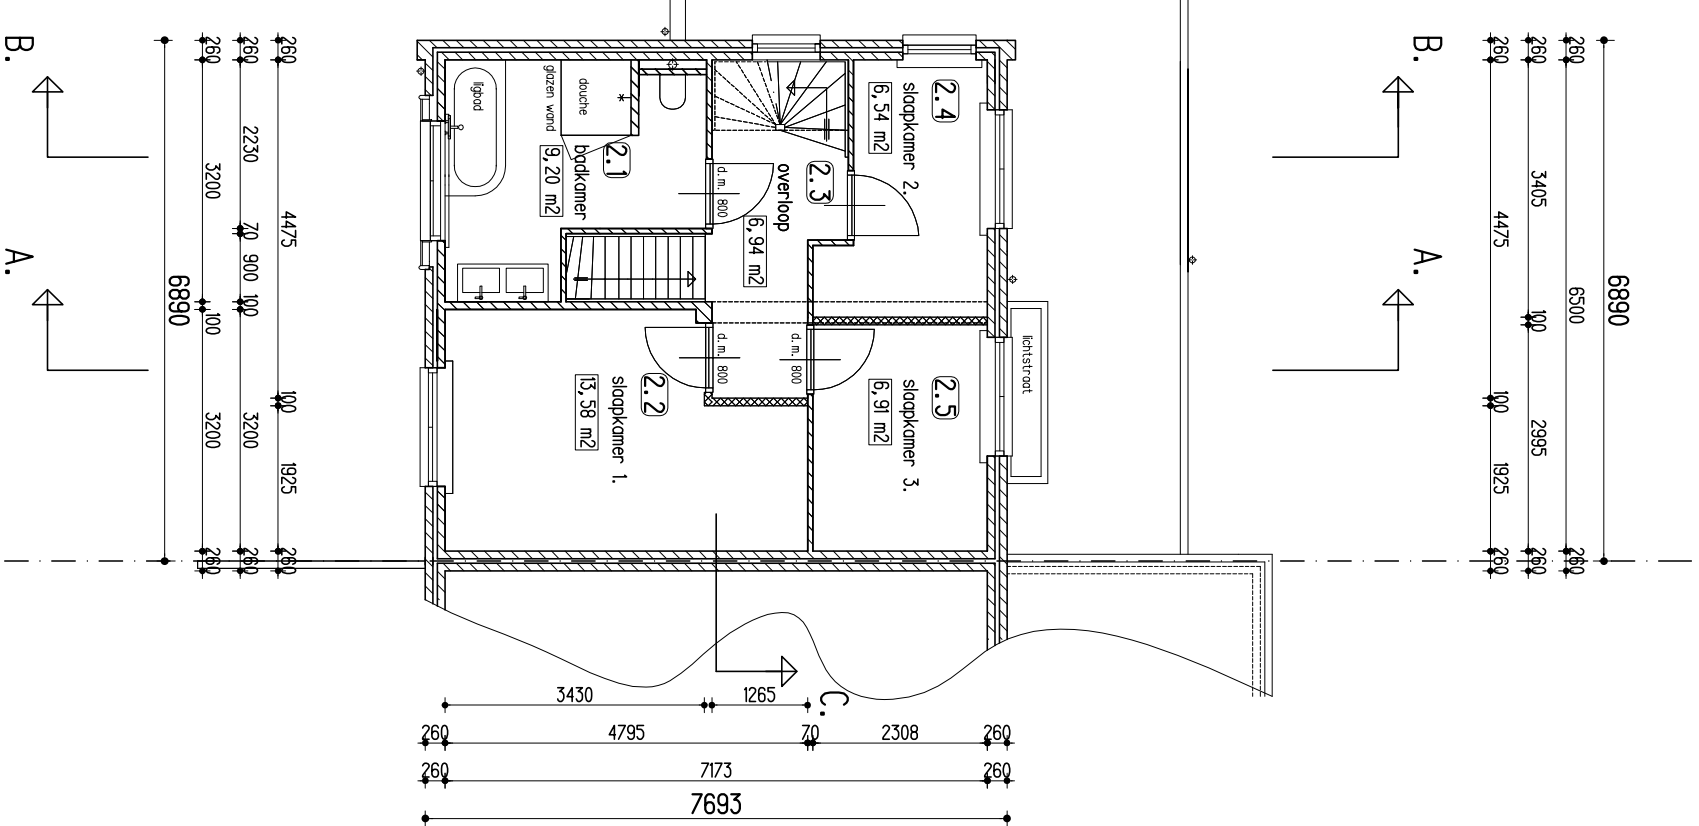 B.
A.
260
3200
100
3200
260
6890
260
2230
70
900
100
3200
260
260
4475
100
1925
260
ligbad
glazen wand
douche
2.1
badkamer
9,20 m2
d.m. 800
2.3
overloop
6,94 m2
2.4
slaapkamer 2.
6,54 m2
2.2
slaapkamer 1.
13,58 m2
d.m. 800
d.m. 800
2.5
slaapkamer 3.
6,91 m2
lichtstraat
B.
A.
260
4475
100
1925
260
260
3405
100
2995
260
260
6500
260
6890
C.
3430
1265
260
4795
70
2308
260
260
7173
260
7693